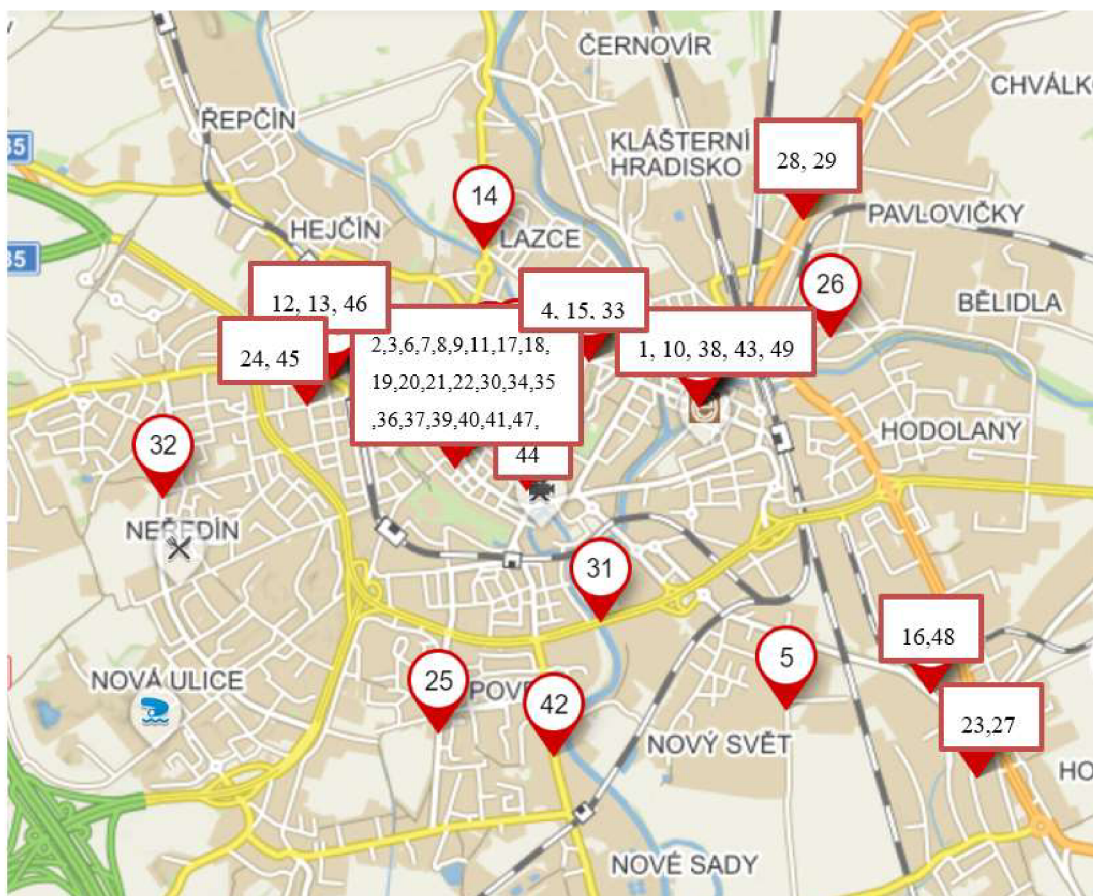 ČERNOVÍR
CHVÁLK
ŘEPČÍN
35
KLÁŠTERNÍ
HRADISKO
28, 29
14
PAVLOVIČKY
HEJČÍN
LAZCE
35
26
BĚLIDLA
12, 13, 46
4, 15, 33
24, 45
2,3,6,7,8,9,11,17,18,
19,20,21,22,30,34,35
,36,37,39,40,41,47,
1, 10, 38, 43, 49
HODOLANY
32
44
NEŘEDÍN
31
16,48
5
NOVÁ ULICE
25
POVE
42
23,27
NOVÝ SVĚT
HO
NOVÉ SADY